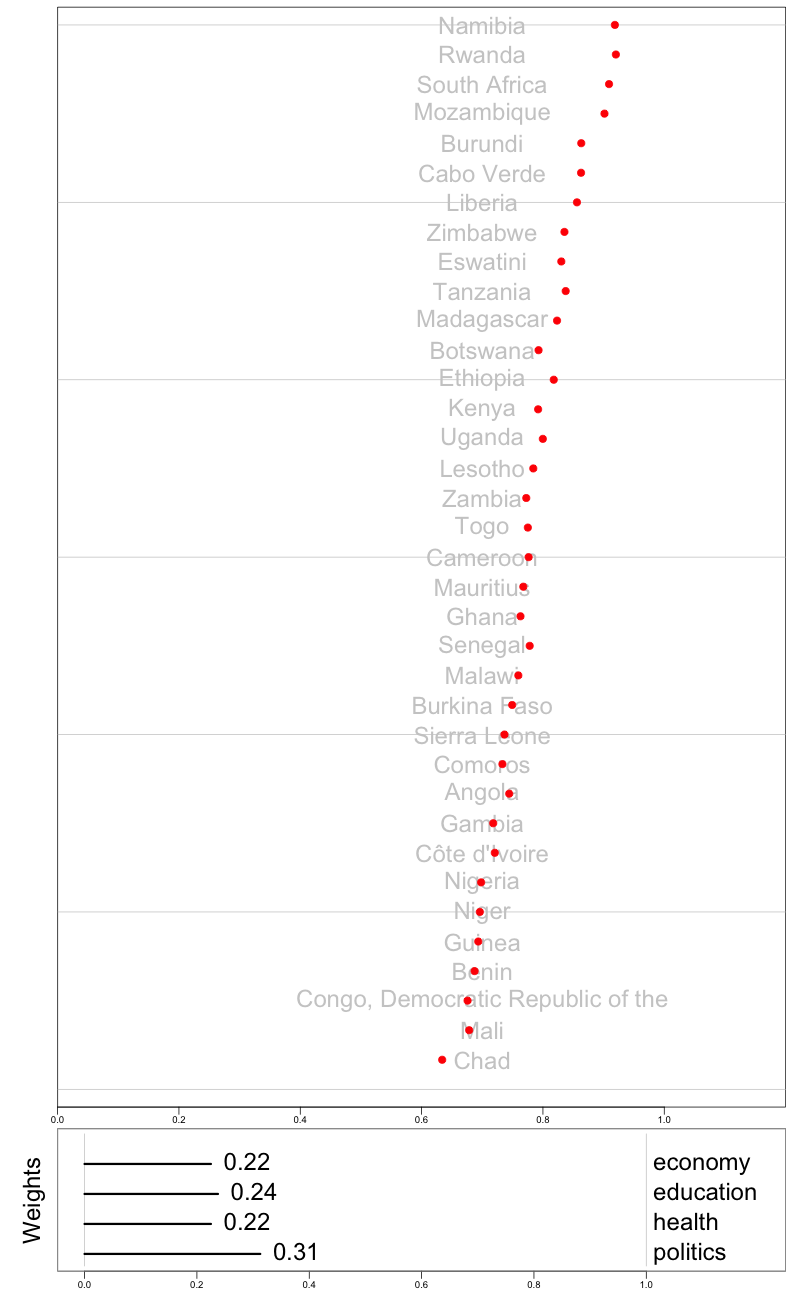 Namibia
Rwanda
South Africa
Mozambique
Burundi
Cabo Verde
Liberia
Zimbabwe
Eswatini
Tanzania
Madagascar
Botswana
Ethiopia
Kenya
Uganda
Lesotho
Zambia
Togo
Cameroon
Mauritius
Ghana
Senegal
Malawi
Burkina Faso
Sierra Leone
Comoros
Angola
Gambia
Côte d'Ivoire
Nigeria
Niger
Guinea
Benin
Congo, Democratic Republic of the
Mali
Chad
0.0 0.2 0.4 0.6 0.8 1.0
Weights
0.22 economy
0.24 education
0.22 health
0.31 politics
0.0 0.2 0.4 0.6 0.8 1.0